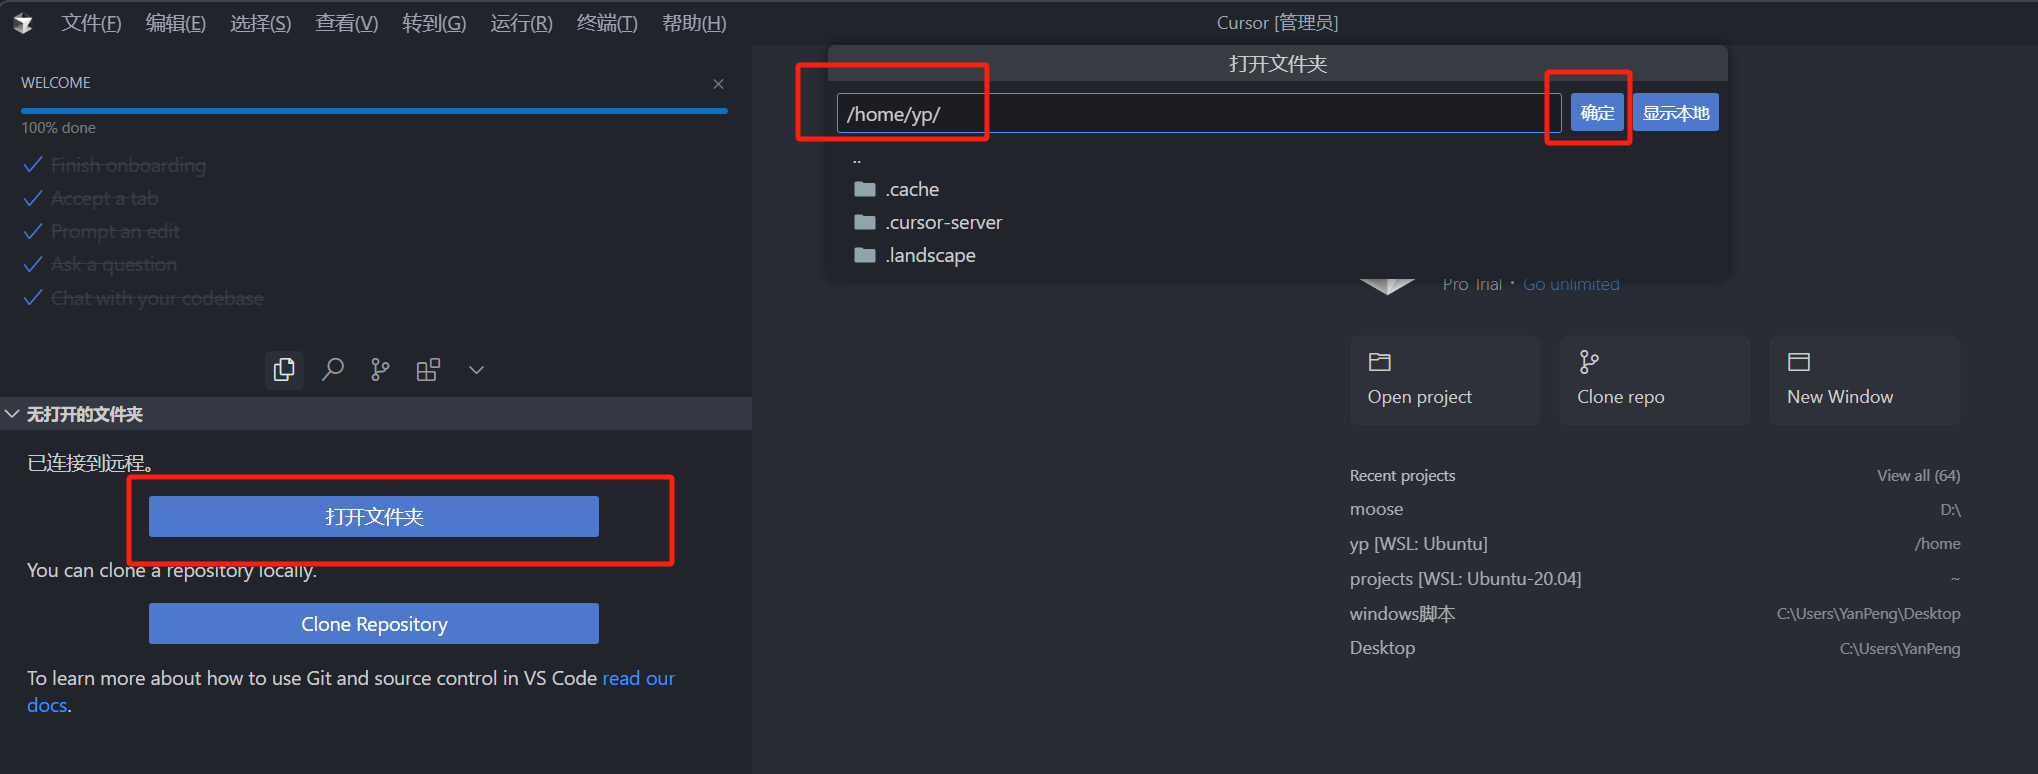 文件(F) 编辑(E) 选择(S) 查看(V) 转到(G) 运行(R) 终端(T) 帮助(H)
Cursor [管理员]
WELCOME
100% done
Finish onboarding
Accept a tab
Prompt an edit
Ask a question
Chat with your codebase
无打开的文件夹
已连接到远程。
打开文件夹
You can clone a repository locally.
Clone Repository
To learn more about how to use Git and source control in VS Code read our
docs.
打开文件夹
/home/yp/
确定
显示本地
..
.cache
.cursor-server
.landscape
Pro Trial · Go unlimited
Open project
Clone repo
New Window
Recent projects View all (64)
moose D:\
yp [WSL: Ubuntu] /home
projects [WSL: Ubuntu-20.04] ~
windows脚本 C:\Users\YanPeng\Desktop
Desktop C:\Users\YanPeng